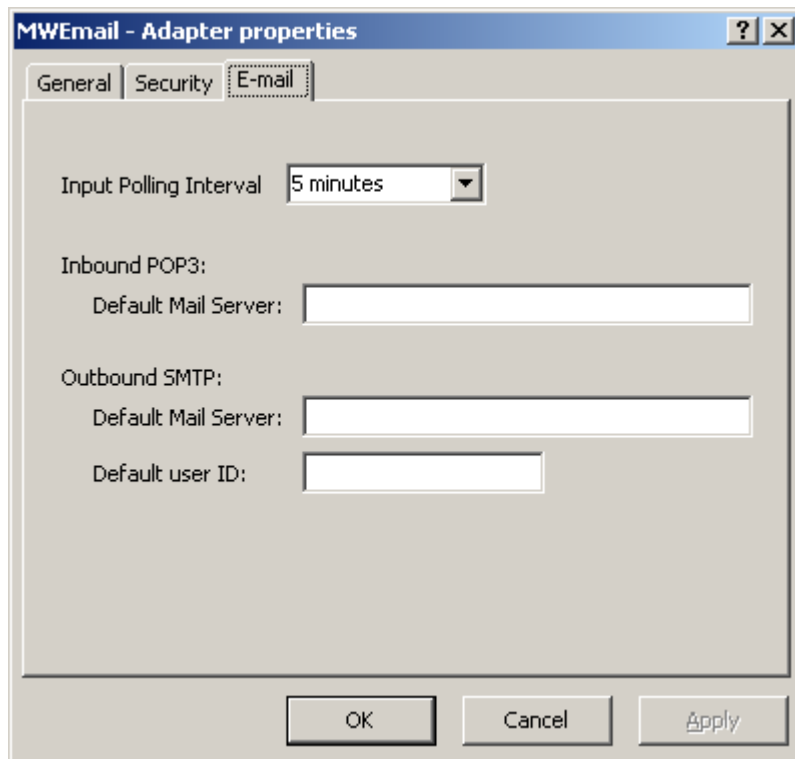 MWEmail - Adapter properties
General Security E-mail
Input Polling Interval 5 minutes
Inbound POP3:
Default Mail Server:
Outbound SMTP:
Default Mail Server:
Default user ID:
OK Cancel Apply